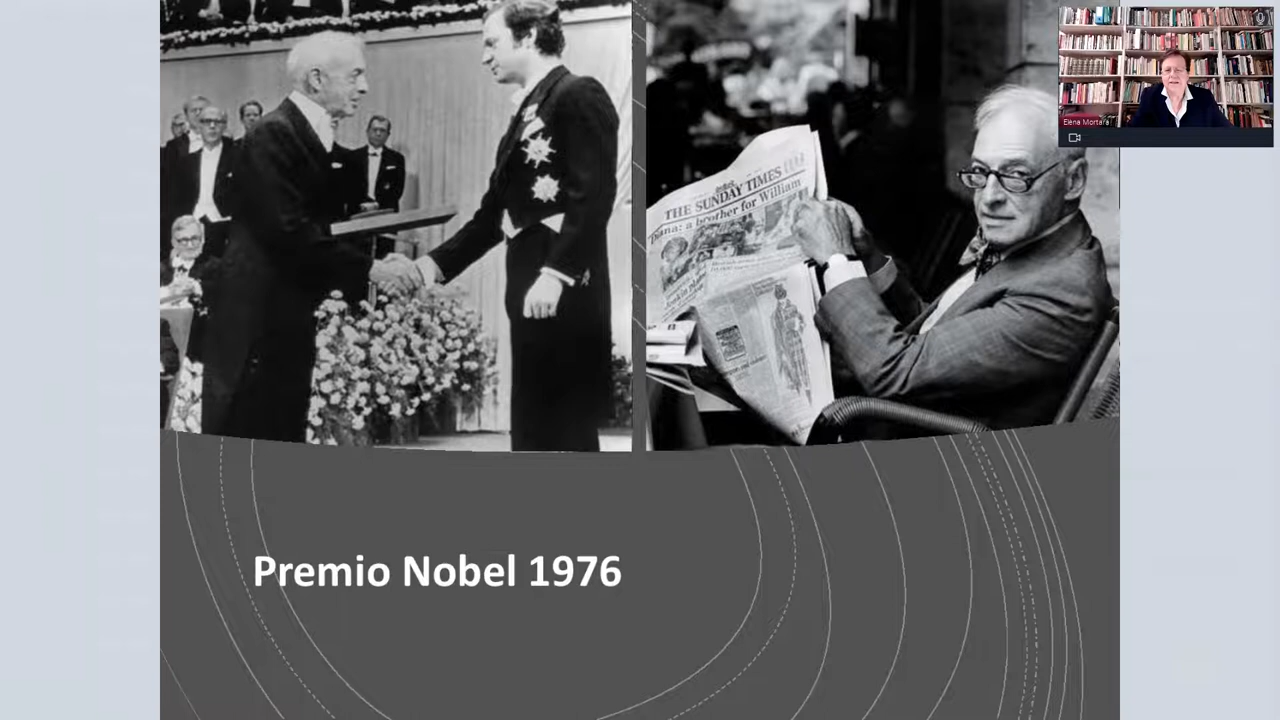 THE SUNDAY TIMES
Diana: a brother for William
Elena Mortara
Premio Nobel 1976